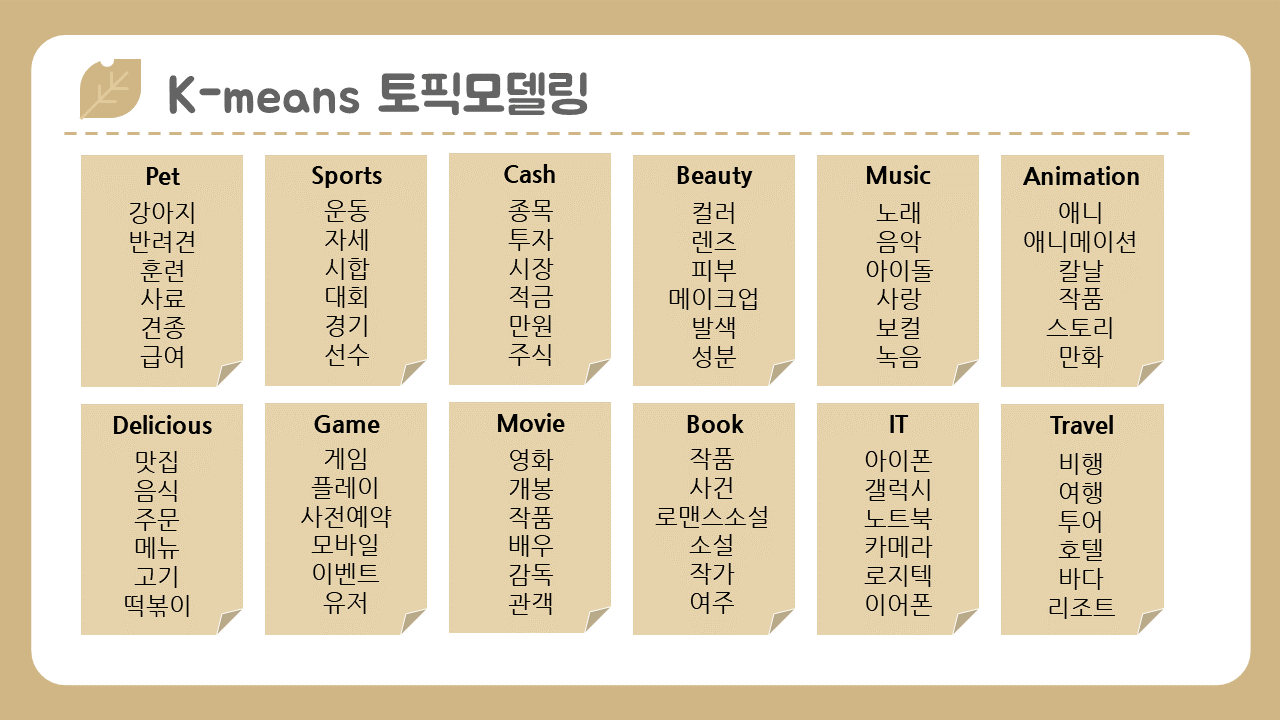 K-means 토픽모델링
Pet
강아지
반려견
훈련
사료
견종
급여
Sports
운동
자세
시합
대회
경기
선수
Cash
종목
투자
시장
적금
만원
주식
Beauty
컬러
렌즈
피부
메이크업
발색
성분
Music
노래
음악
아이돌
사랑
보컬
녹음
Animation
애니
애니메이션
칼날
작품
스토리
만화
Delicious
맛집
음식
주문
메뉴
고기
떡볶이
Game
게임
플레이
사전예약
모바일
이벤트
유저
Movie
영화
개봉
작품
배우
감독
관객
Book
작품
사건
로맨스소설
소설
작가
여주
IT
아이폰
갤럭시
노트북
카메라
로지텍
이어폰
Travel
비행
여행
투어
호텔
바다
리조트